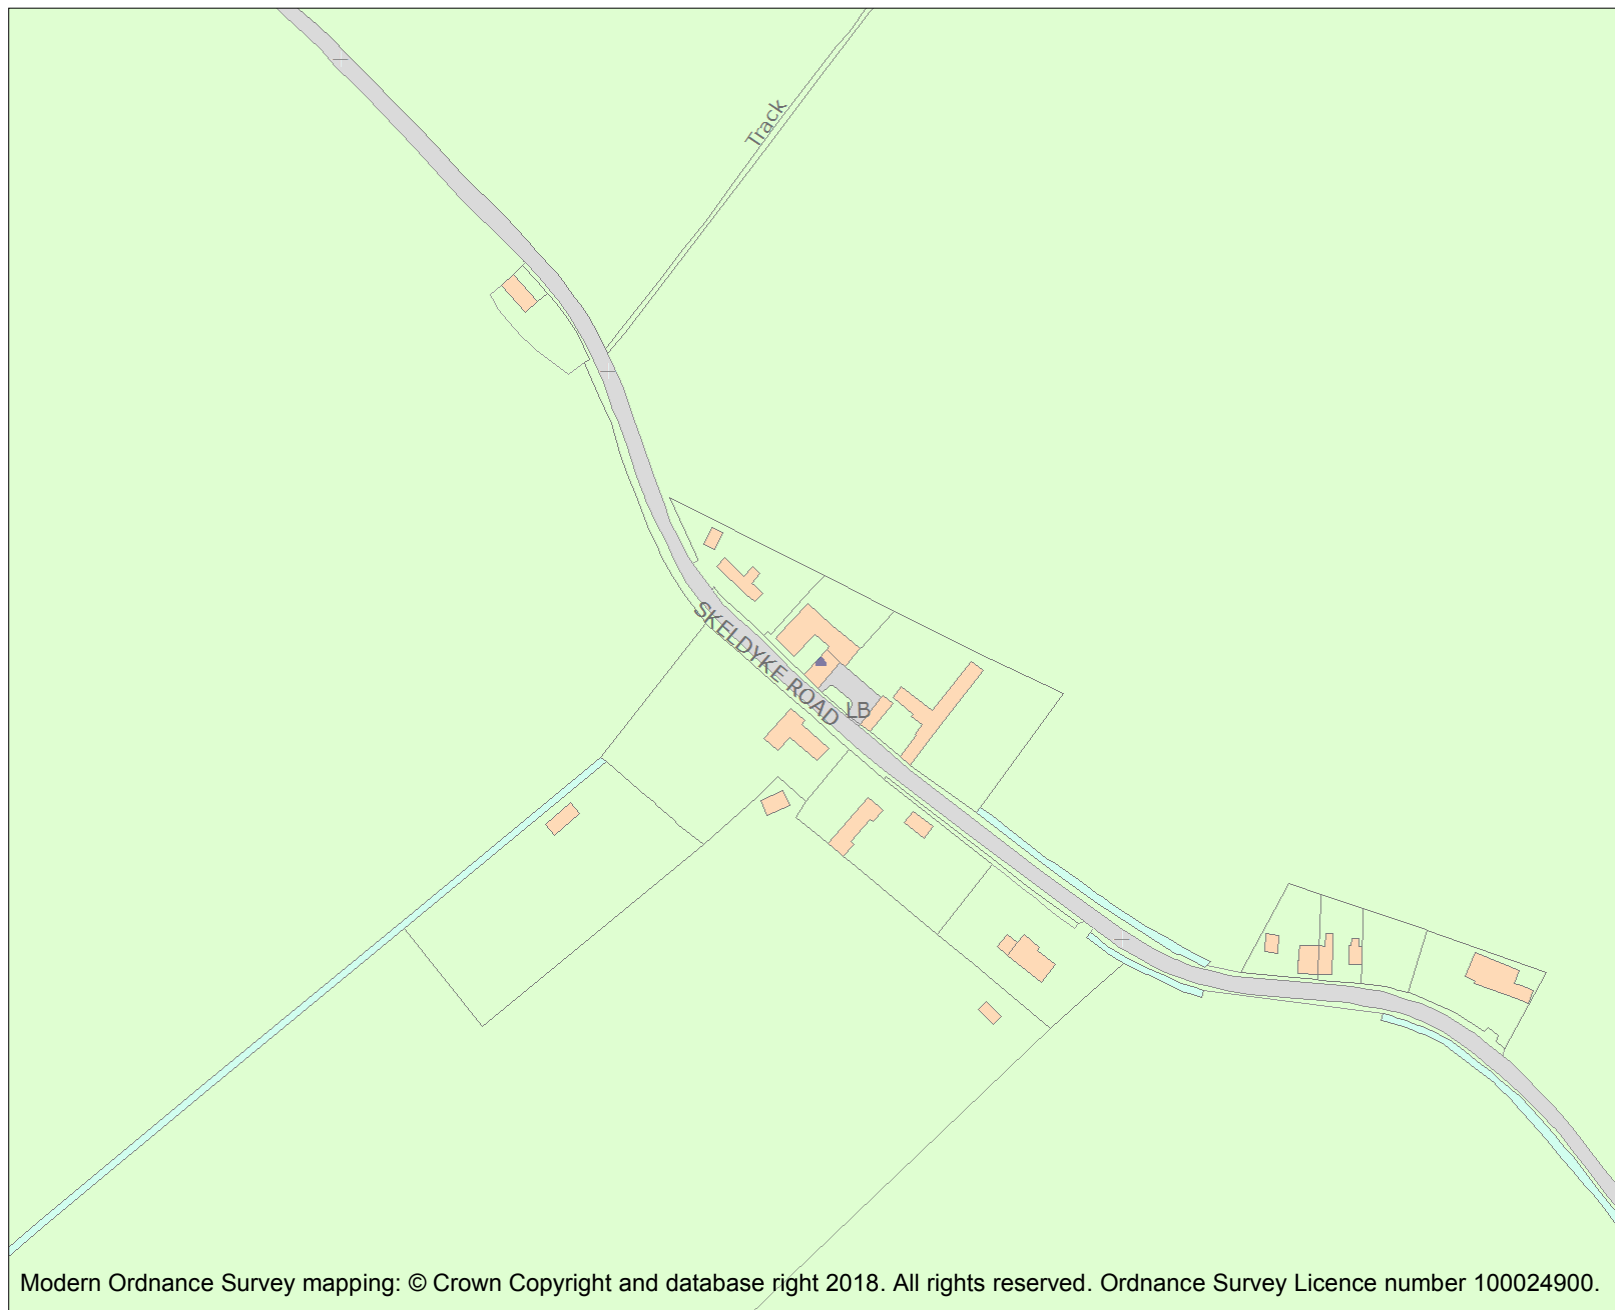 Track
SKELDYKE ROAD
LB
Modern Ordnance Survey mapping: © Crown Copyright and database right 2018. All rights reserved. Ordnance Survey Licence number 100024900.